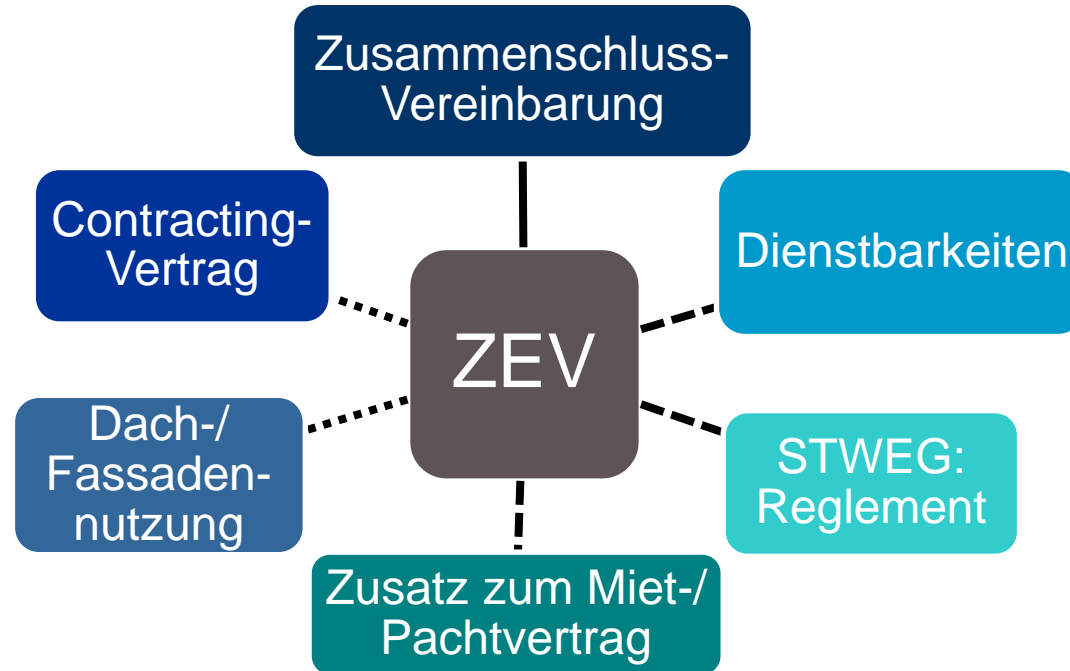 Zusammenschluss-
Vereinbarung
Contracting-
Vertrag
Dienstbarkeiten
ZEV
Dach-/
Fassaden-
nutzung
STWEG:
Reglement
Zusatz zum Miet-/
Pachtvertrag